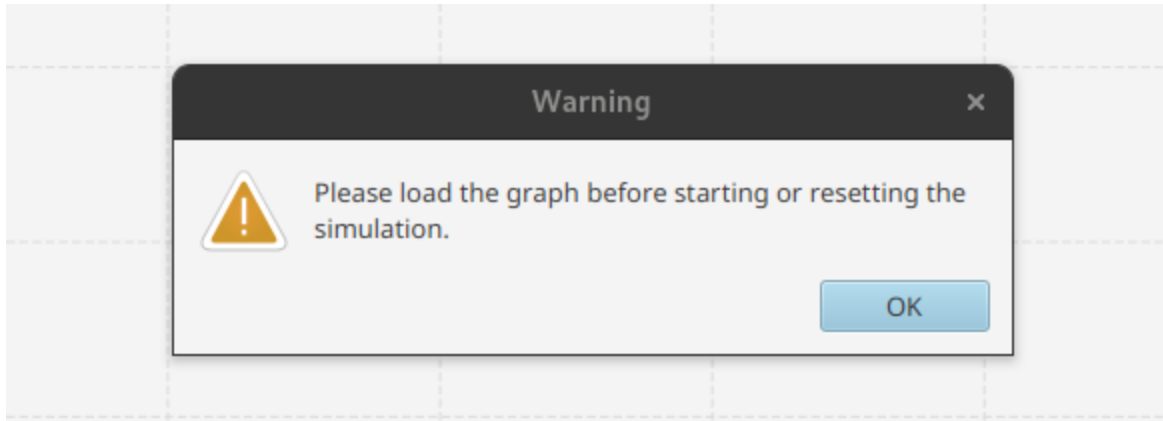 Warning
Please load the graph before starting or resetting the
simulation.
OK